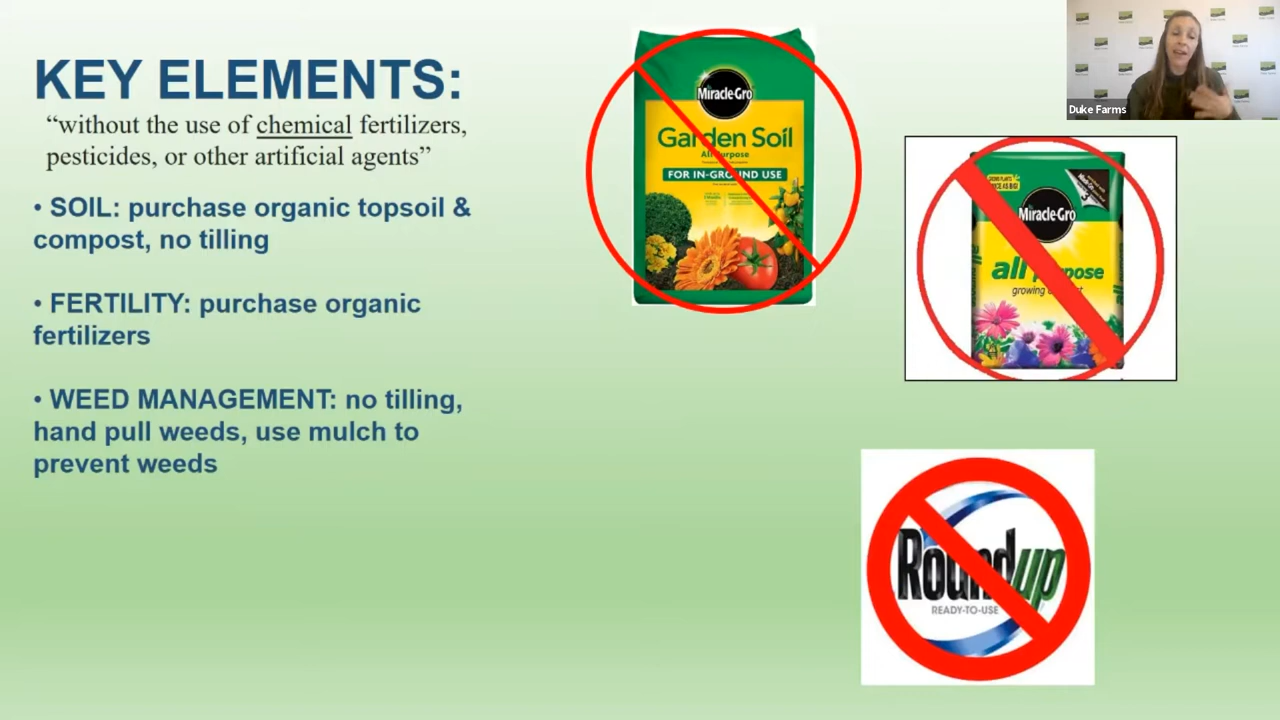 KEY ELEMENTS:
“without the use of chemical fertilizers,
pesticides, or other artificial agents”
• SOIL: purchase organic topsoil &
compost, no tilling
• FERTILITY: purchase organic
fertilizers
• WEED MANAGEMENT: no tilling,
hand pull weeds, use mulch to
prevent weeds
Miracle-Gro
Garden Soil
All Purpose
FOR IN-GROUND USE
Miracle-Gro
all purpose
growing
Roundup
READY-TO-USE
Duke Farms